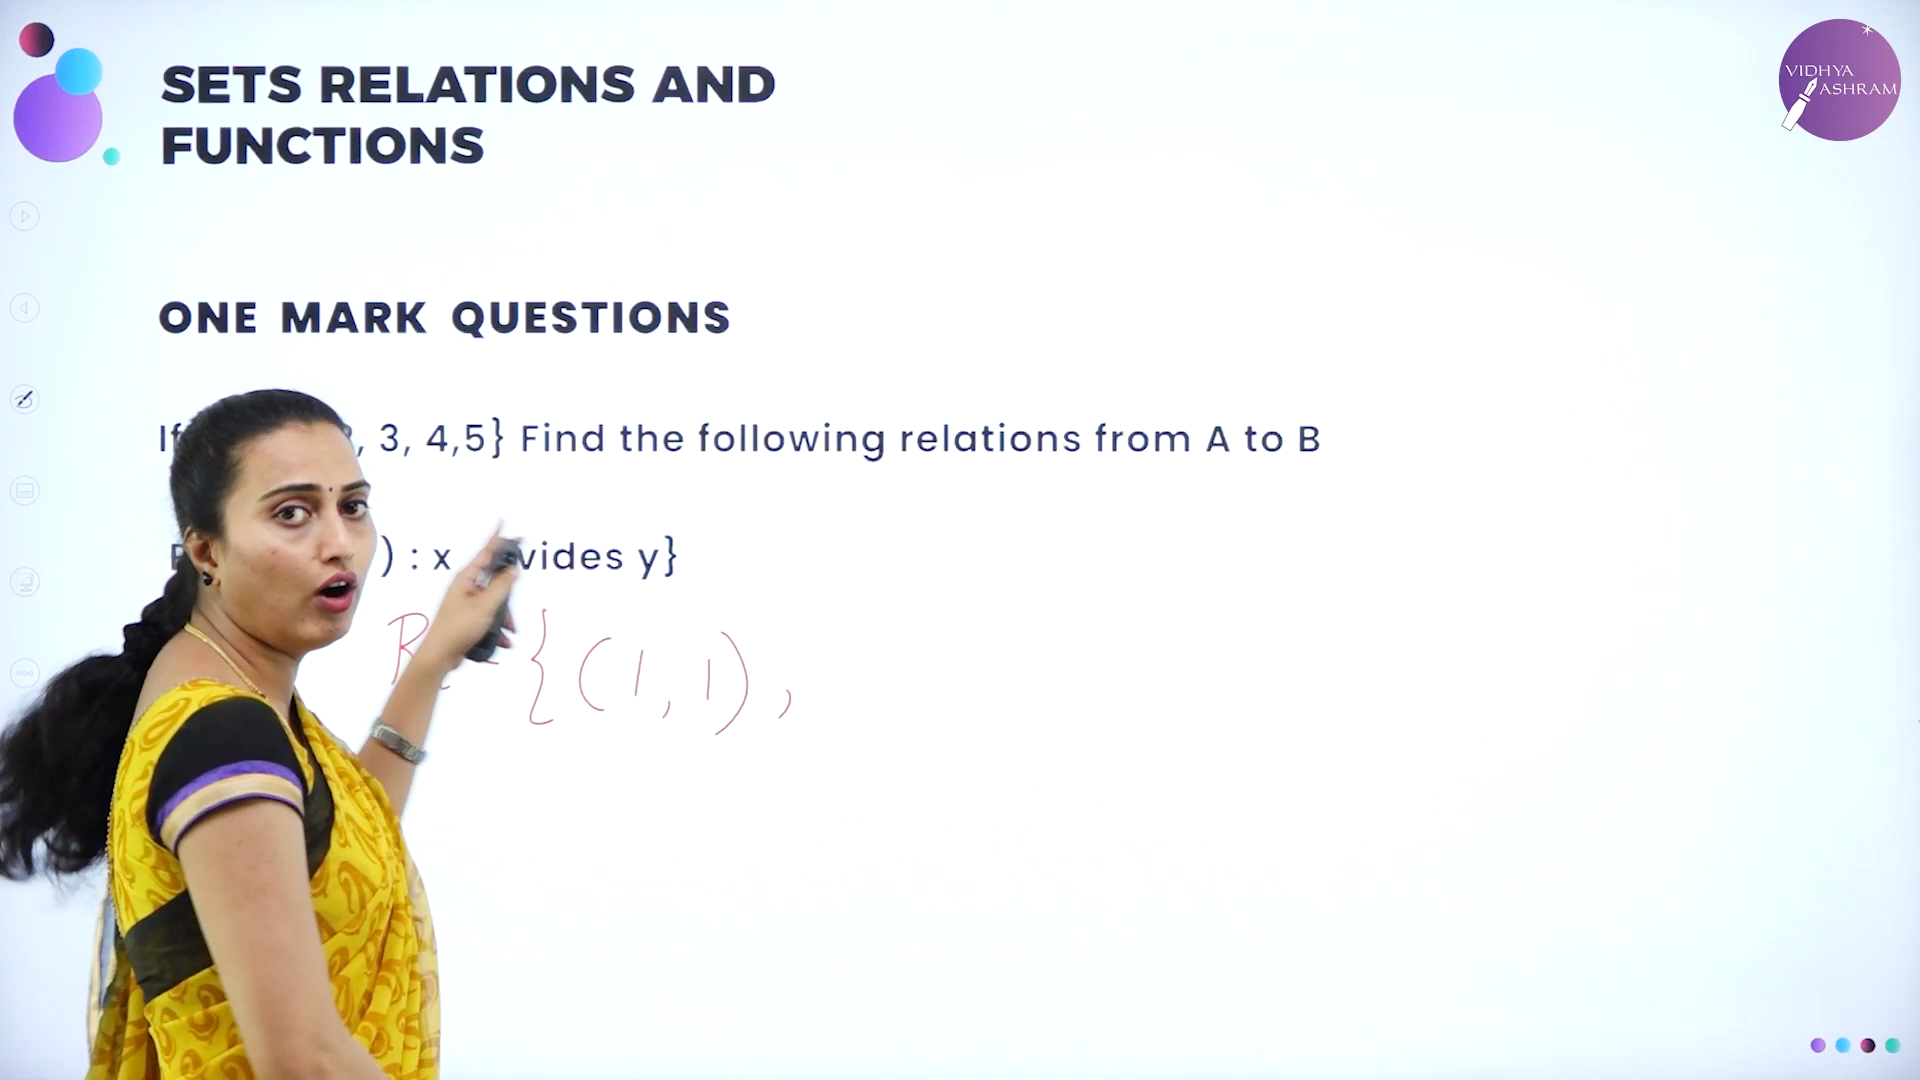 SETS RELATIONS AND
FUNCTIONS
VIDHYA
ASHRAM
ONE MARK QUESTIONS
If , 3, 4,5} Find the following relations from A to B
) : x vides y}
R = {(1, 1),